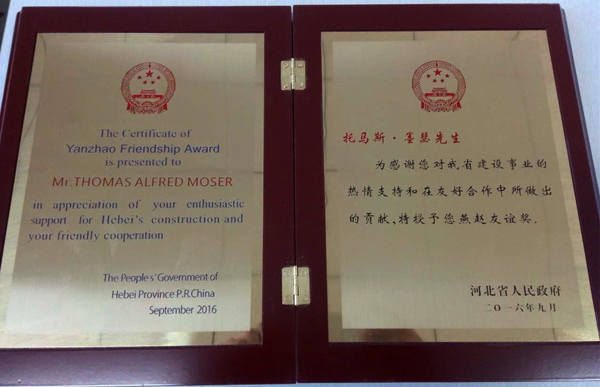 The Certificate of
Yanzhao Friendship Award
is presented to
Mr.THOMAS ALFRED MOSER
in appreciation of your enthusiastic
support for Hebei's construction and
your friendly cooperation
The People's' Government of
Hebei Province P.R.China
September 2016
托马斯·墨瑟先生
为感谢您对我省建设事业的
热情支持和在友好合作中所做出
的贡献,特授予您燕赵友谊奖.
河北省人民政府
二〇一六年九月